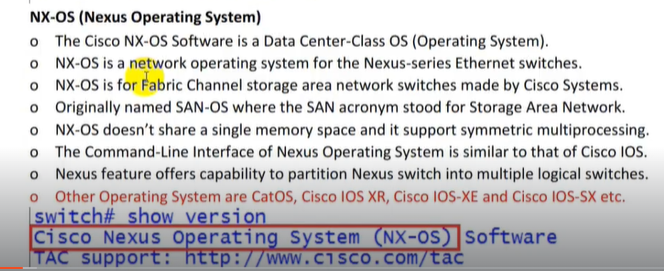 NX-OS (Nexus Operating System)
o The Cisco NX-OS Software is a Data Center-Class OS (Operating System).
o NX-OS is a network operating system for the Nexus-series Ethernet switches.
o NX-OS is for Fabric Channel storage area network switches made by Cisco Systems.
o Originally named SAN-OS where the SAN acronym stood for Storage Area Network.
o NX-OS doesn't share a single memory space and it support symmetric multiprocessing.
o The Command-Line Interface of Nexus Operating System is similar to that of Cisco IOS.
o Nexus feature offers capability to partition Nexus switch into multiple logical switches.
o Other Operating System are CatOS, Cisco IOS XR, Cisco IOS-XE and Cisco IOS-SX etc.
switch# show version
Cisco Nexus Operating System (NX-OS) Software
TAC support: http://www.cisco.com/tac